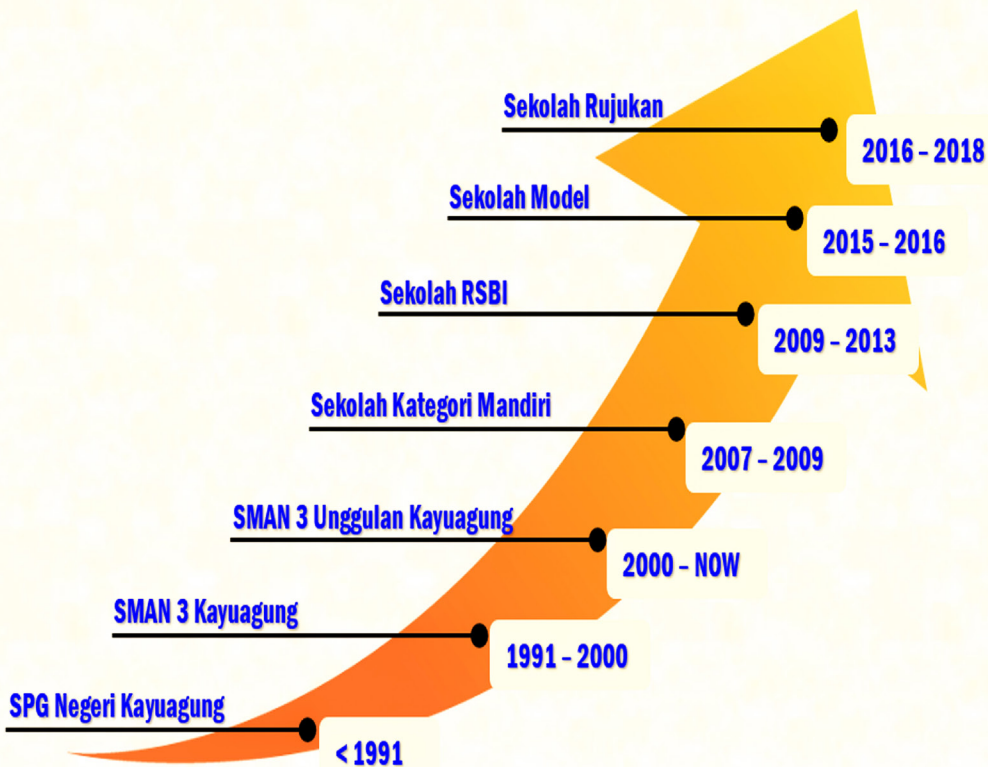 Sekolah Rujukan
2016 – 2018
Sekolah Model
2015 – 2016
Sekolah RSBI
2009 – 2013
Sekolah Kategori Mandiri
2007 – 2009
SMAN 3 Unggulan Kayuagung
2000 – NOW
SMAN 3 Kayuagung
1991 – 2000
SPG Negeri Kayuagung
< 1991